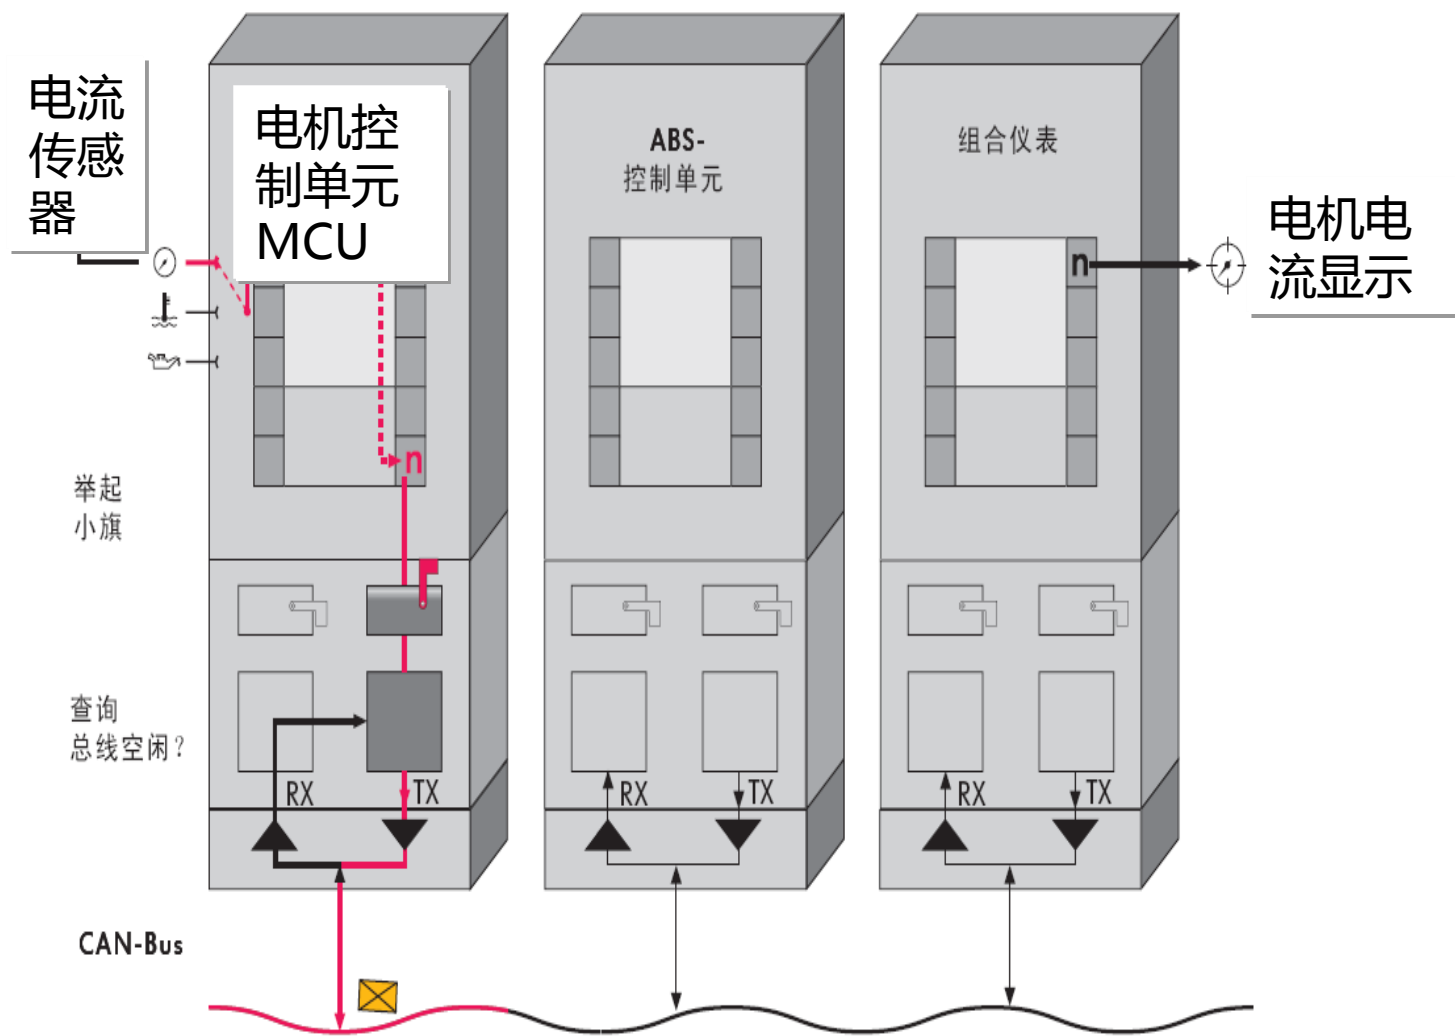 电流
传感
器
电机控
制单元
MCU
ABS-
控制单元
组合仪表
n
电机电
流显示
n
举起
小旗
查询
总线空闲?
RX
TX
RX
TX
RX
TX
CAN-Bus